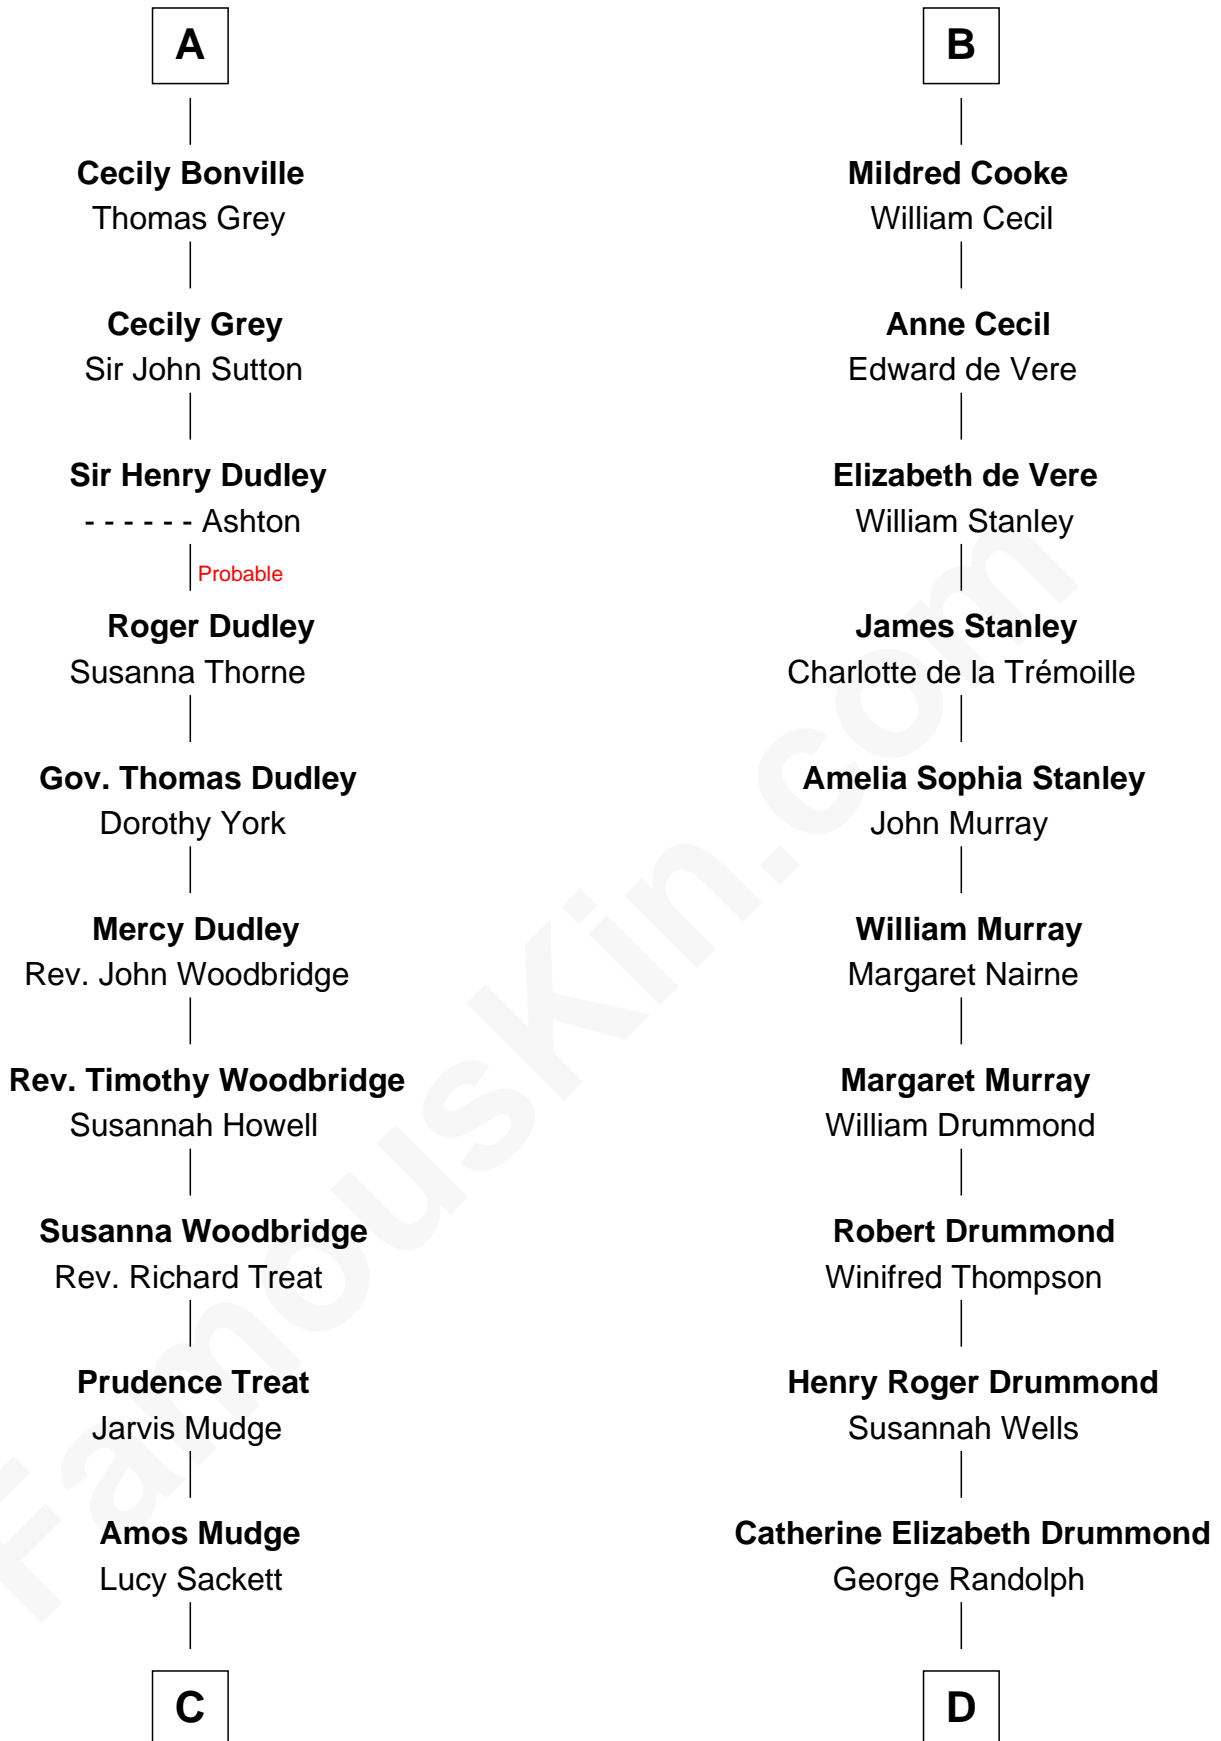 A
Cecily Bonville
Thomas Grey
Cecily Grey
Sir John Sutton
Sir Henry Dudley
- - - - - - Ashton
Probable
Roger Dudley
Susanna Thorne
Gov. Thomas Dudley
Dorothy York
Mercy Dudley
Rev. John Woodbridge
Rev. Timothy Woodbridge
Susannah Howell
Susanna Woodbridge
Rev. Richard Treat
Prudence Treat
Jarvis Mudge
Amos Mudge
Lucy Sackett
C
B
Mildred Cooke
William Cecil
Anne Cecil
Edward de Vere
Elizabeth de Vere
William Stanley
James Stanley
Charlotte de la Trémoille
Amelia Sophia Stanley
John Murray
William Murray
Margaret Nairne
Margaret Murray
William Drummond
Robert Drummond
Winifred Thompson
Henry Roger Drummond
Susannah Wells
Catherine Elizabeth Drummond
George Randolph
D
FamousKin.com